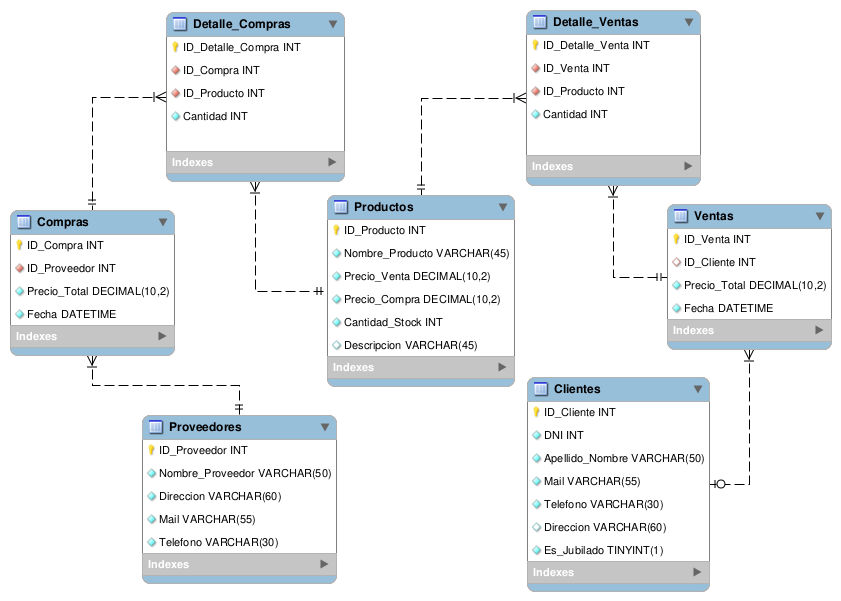 Detalle_Compras
ID_Detalle_Compra INT
ID_Compra INT
ID_Producto INT
Cantidad INT
Indexes
Detalle_Ventas
ID_Detalle_Venta INT
ID_Venta INT
ID_Producto INT
Cantidad INT
Indexes
Compras
ID_Compra INT
ID_Proveedor INT
Precio_Total DECIMAL(10,2)
Fecha DATETIME
Indexes
Productos
ID_Producto INT
Nombre_Producto VARCHAR(45)
Precio_Venta DECIMAL(10,2)
Precio_Compra DECIMAL(10,2)
Cantidad_Stock INT
Descripcion VARCHAR(45)
Indexes
Ventas
ID_Venta INT
ID_Cliente INT
Precio_Total DECIMAL(10,2)
Fecha DATETIME
Indexes
Proveedores
ID_Proveedor INT
Nombre_Proveedor VARCHAR(50)
Direccion VARCHAR(60)
Mail VARCHAR(55)
Telefono VARCHAR(30)
Indexes
Clientes
ID_Cliente INT
DNI INT
Apellido_Nombre VARCHAR(50)
Mail VARCHAR(55)
Telefono VARCHAR(30)
Direccion VARCHAR(60)
Es_Jubilado TINYINT(1)
Indexes